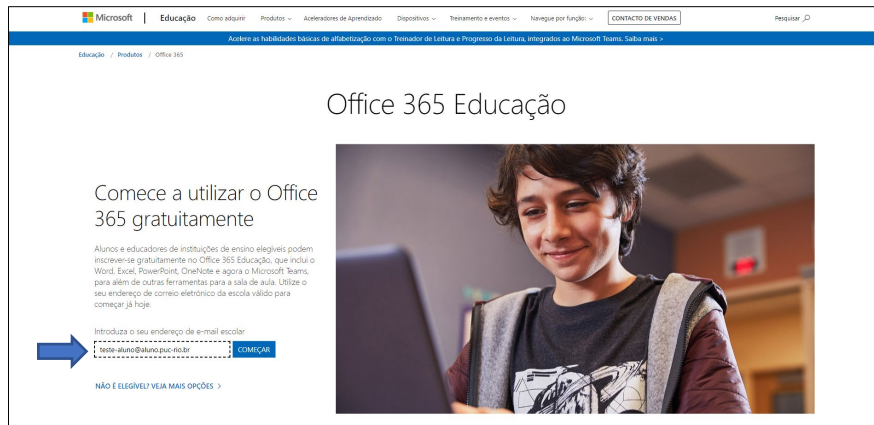 Microsoft Educação Como adquirir Produtos Aceleradores de Aprendizado Dispositivos Treinamento e eventos Navegue por função: CONTACTO DE VENDAS Pesquisar
Acelere as habilidades básicas de alfabetização com o Treinador de Leitura e Progresso da Leitura, integrados ao Microsoft Teams. Saiba mais >
Educação / Produtos / Office 365
Office 365 Educação
Comece a utilizar o Office
365 gratuitamente
Alunos e educadores de instituições de ensino elegíveis podem
inscrever-se gratuitamente no Office 365 Educação, que inclui o
Word, Excel, PowerPoint, OneNote e agora o Microsoft Teams,
para além de outras ferramentas para a sala de aula. Utilize o
seu endereço de correio eletrónico da escola válido para
começar já hoje.
Introduza o seu endereço de e-mail escolar
teste-aluno@aluno.puc-rio.br COMEÇAR
NÃO É ELEGÍVEL? VEJA MAIS OPÇÕES >